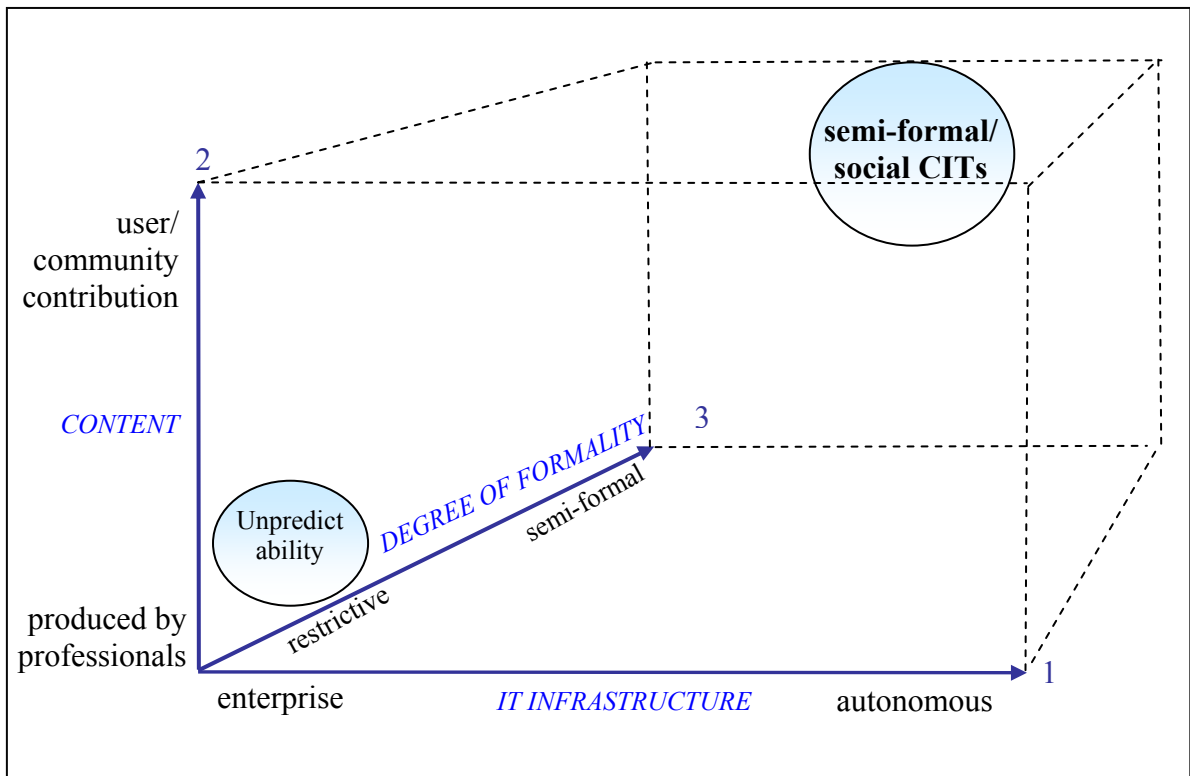 semi-formal/
social CITs
2
user/
community
contribution
CONTENT
3
DEGREE OF FORMALITY
semi-formal
Unpredict
ability
restrictive
produced by
professionals
1
enterprise
IT INFRASTRUCTURE
autonomous